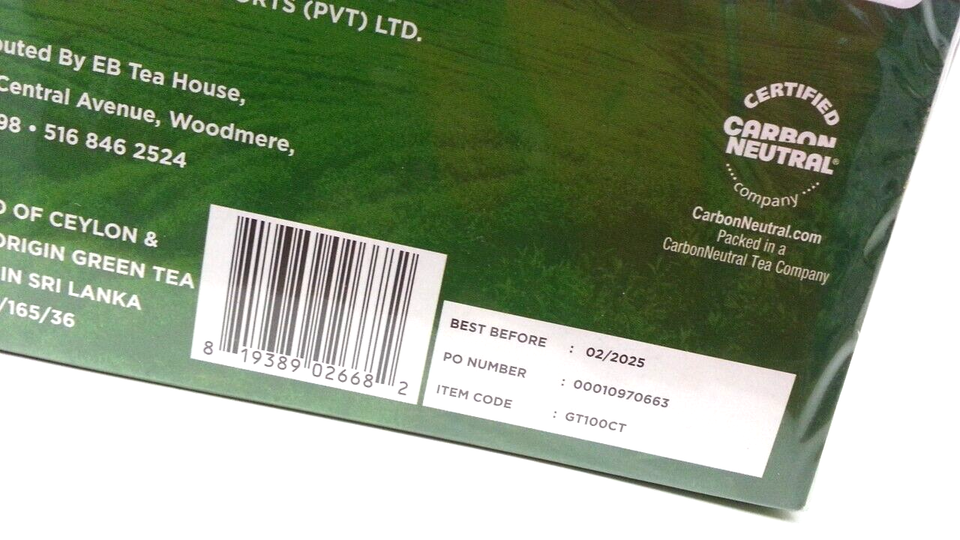 (PVT) LTD.
By EB Tea House,
Central Avenue, Woodmere,
98 • 516 846 2524
OF CEYLON &
ORIGIN GREEN TEA
IN SRI LANKA
/165/36
8 19389 02668 2
BEST BEFORE : 02/2025
PO NUMBER : 00010970663
ITEM CODE : GT100CT
CERTIFIED
CARBON
NEUTRAL®
company
CarbonNeutral.com
Packed in a
CarbonNeutral Tea Company